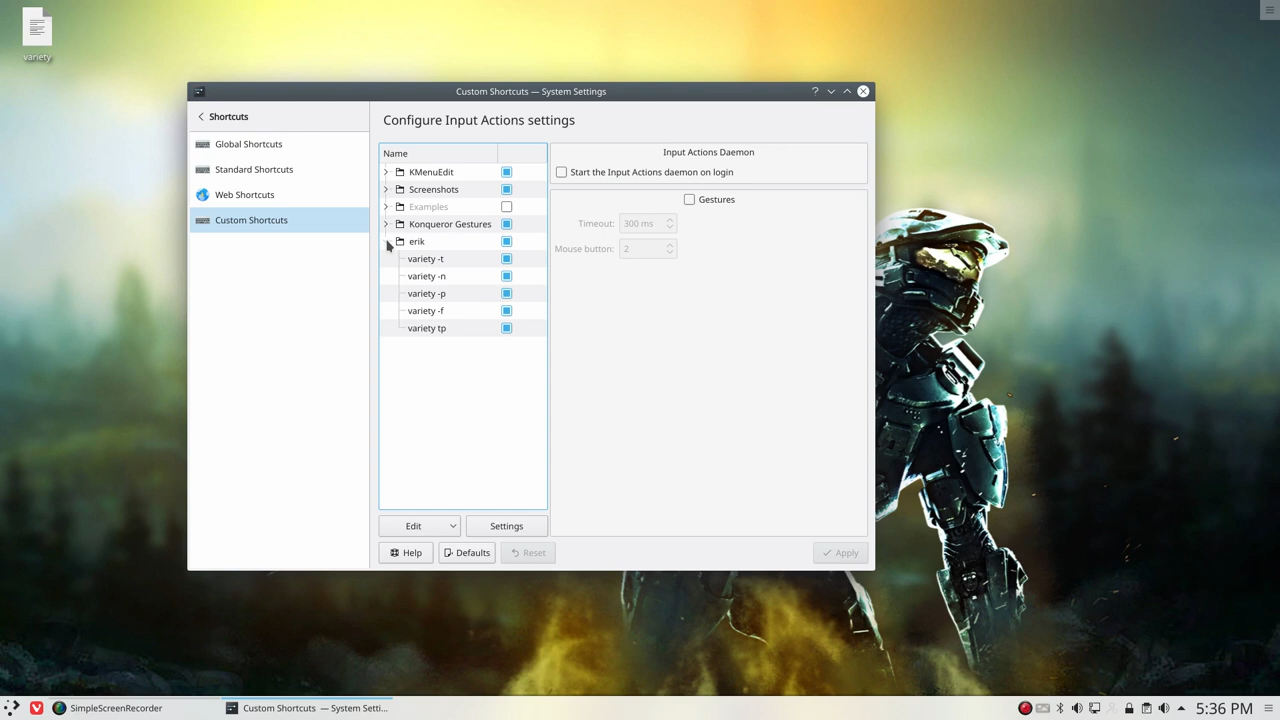 variety
Custom Shortcuts — System Settings
Shortcuts
Global Shortcuts
Standard Shortcuts
Web Shortcuts
Custom Shortcuts
Configure Input Actions settings
Name
KMenuEdit
Screenshots
Examples
Konqueror Gestures
erik
variety -t
variety -n
variety -p
variety -f
variety tp
Input Actions Daemon
Start the Input Actions daemon on login
Gestures
Timeout: 300 ms
Mouse button: 2
Edit
Settings
Help
Defaults
Reset
Apply
SimpleScreenRecorder
Custom Shortcuts — System Setti...
5:36 PM